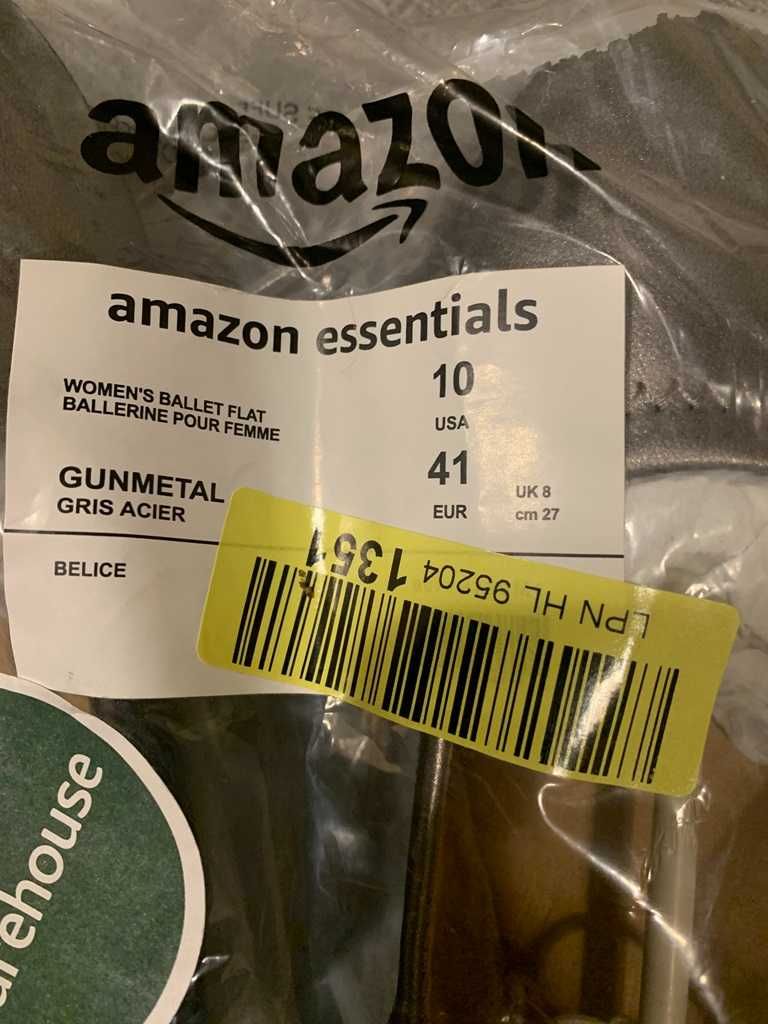 amazon
amazon essentials
WOMEN'S BALLET FLAT
BALLERINE POUR FEMME
10
USA
GUNMETAL
GRIS ACIER
41
EUR
UK 8
cm 27
BELICE
LPN HL 95204 1351